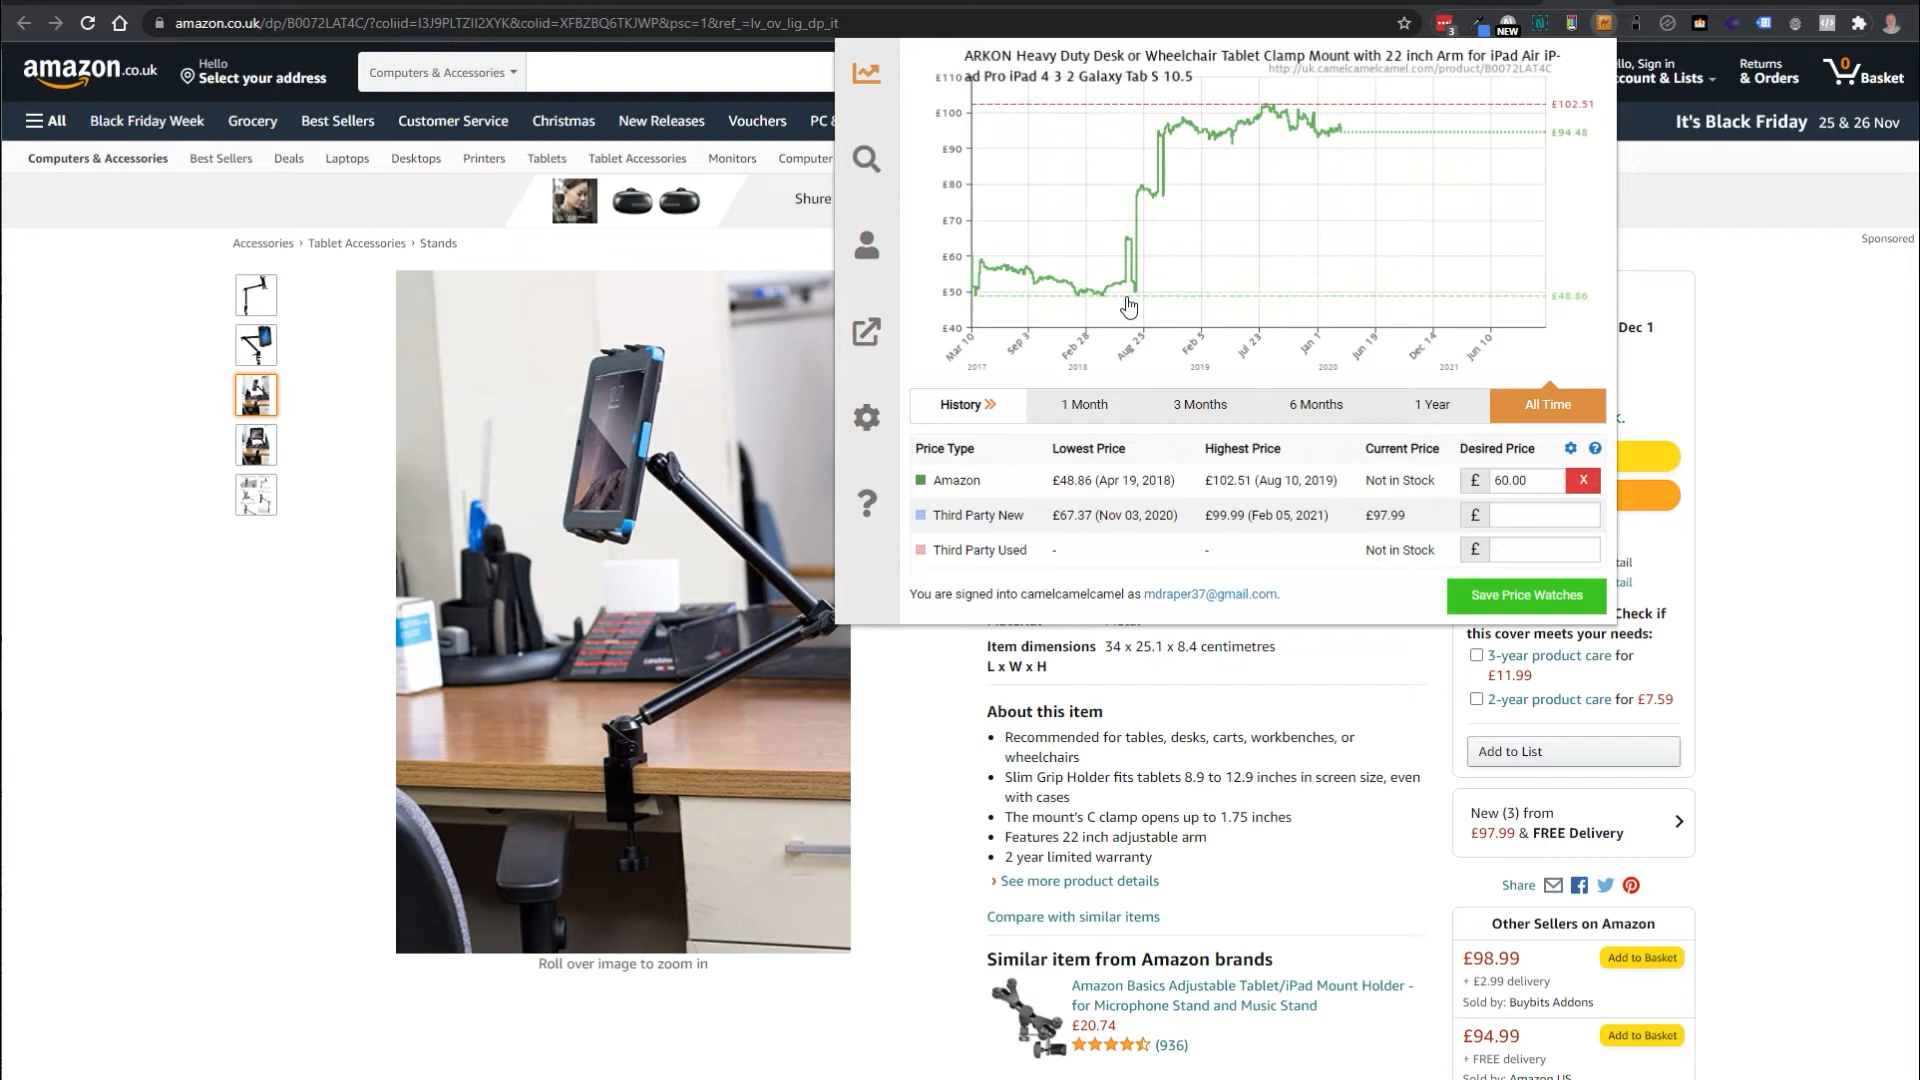 amazon.co.uk/dp/B0072LAT4C/?coliid=I3J9PLTZII2XYK&colid=XFBZBQ6TKJWP&psc=1&ref_=lv_ov_lig_dp_it
3
NEW
amazon.co.uk
Hello
Select your address
Computers & Accessories
llo, Sign in
count & Lists
Returns
& Orders
0
Basket
All
Black Friday Week
Grocery
Best Sellers
Customer Service
Christmas
New Releases
Vouchers
PC &
It's Black Friday 25 & 26 Nov
Computers & Accessories
Best Sellers
Deals
Laptops
Desktops
Printers
Tablets
Tablet Accessories
Monitors
Computer
Shure
Sponsored
Accessories › Tablet Accessories › Stands
ARKON Heavy Duty Desk or Wheelchair Tablet Clamp Mount with 22 inch Arm for iPad Air iP-
ad Pro iPad 4 3 2 Galaxy Tab S 10.5
http://uk.camelcamelcamel.com/product/B0072LAT4C
£110
£100
£90
£80
£70
£60
£50
£40
£102.51
£94.48
£48.86
Mar 10
Sep 3
Feb 28
Aug 25
Feb 5
Jul 23
Jan 1
Jun 19
Dec 14
Jun 10
2017
2018
2019
2020
2021
History
1 Month
3 Months
6 Months
1 Year
All Time
Price Type
Lowest Price
Highest Price
Current Price
Desired Price
Amazon
£48.86 (Apr 19, 2018)
£102.51 (Aug 10, 2019)
Not in Stock
£
60.00
X
Third Party New
£67.37 (Nov 03, 2020)
£99.99 (Feb 05, 2021)
£97.99
£
Third Party Used
-
-
Not in Stock
£
You are signed into camelcamelcamel as mdraper37@gmail.com.
Save Price Watches
Item dimensions 34 x 25.1 x 8.4 centimetres
L x W x H
About this item
Recommended for tables, desks, carts, workbenches, or
wheelchairs
Slim Grip Holder fits tablets 8.9 to 12.9 inches in screen size, even
with cases
The mount's C clamp opens up to 1.75 inches
Features 22 inch adjustable arm
2 year limited warranty
› See more product details
Compare with similar items
Similar item from Amazon brands
Amazon Basics Adjustable Tablet/iPad Mount Holder -
for Microphone Stand and Music Stand
£20.74
(936)
Roll over image to zoom in
Dec 1
k.
tail
tail
Check if
this cover meets your needs:
3-year product care for
£11.99
2-year product care for £7.59
Add to List
New (3) from
£97.99 & FREE Delivery
Share
Other Sellers on Amazon
£98.99
Add to Basket
+ £2.99 delivery
Sold by: Buybits Addons
£94.99
Add to Basket
+ FREE delivery
Sold by: Amazon US